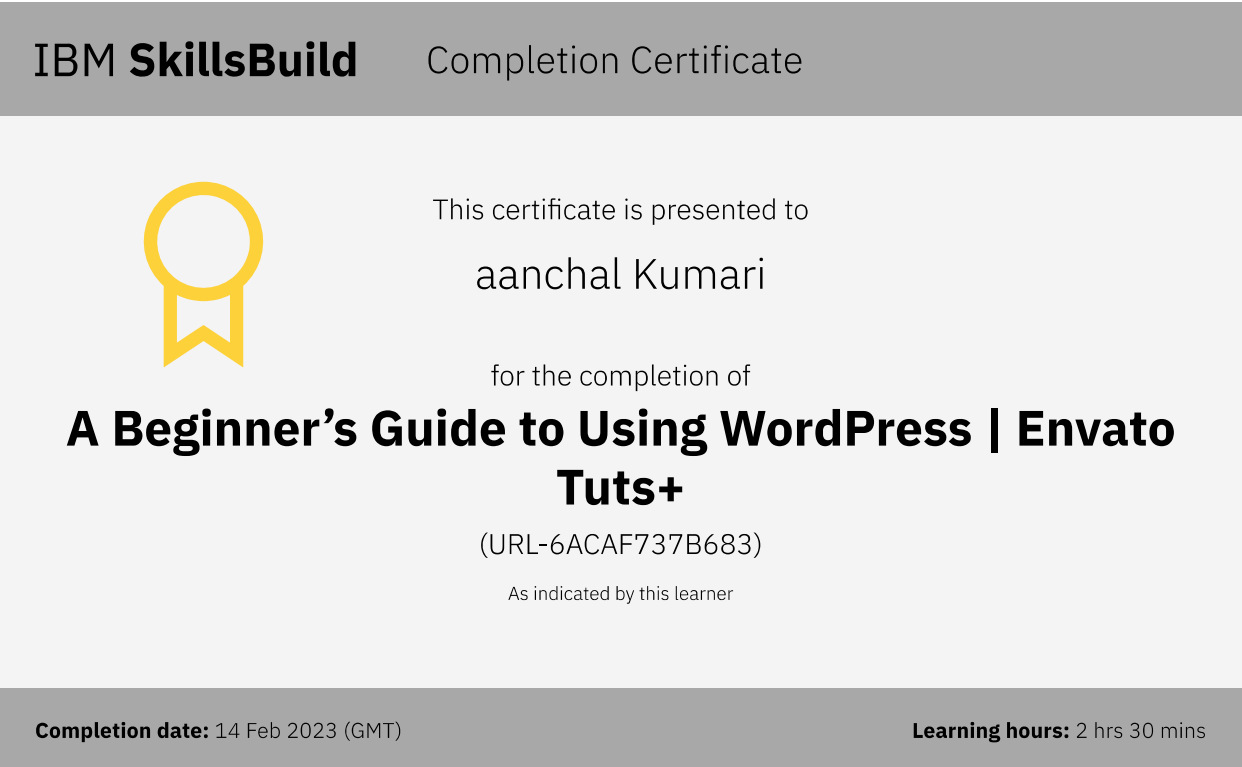 IBM SkillsBuild Completion Certificate
This certificate is presented to
aanchal Kumari
for the completion of
A Beginner’s Guide to Using WordPress | Envato
Tuts+
(URL-6ACAF737B683)
As indicated by this learner
Completion date: 14 Feb 2023 (GMT)
Learning hours: 2 hrs 30 mins